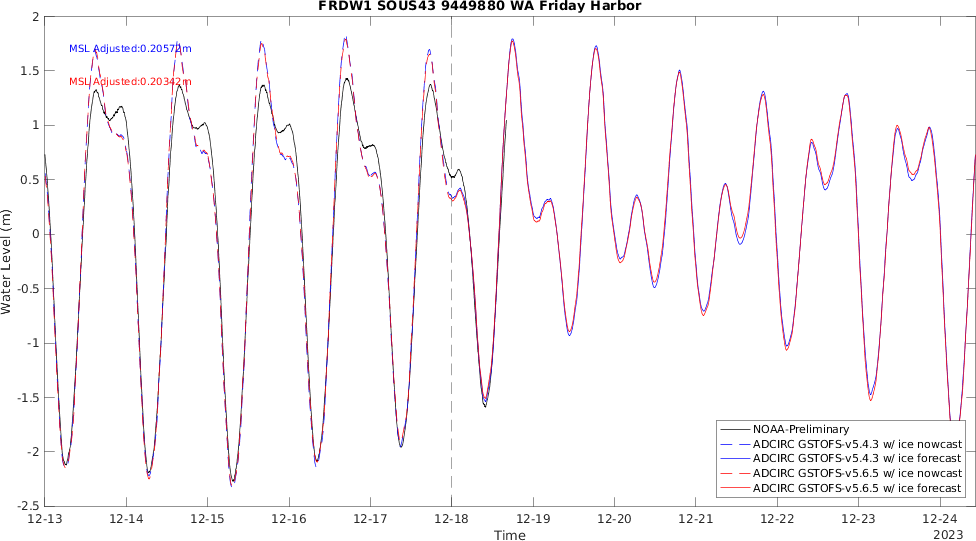 FRDW1 SOUS43 9449880 WA Friday Harbor
2
1.5
1
0.5
0
-0.5
-1
-1.5
-2
-2.5
Water Level (m)
MSL Adjusted:0.20572m
MSL Adjusted:0.20342m
NOAA-Preliminary
ADCIRC GSTOFS-v5.4.3 w/ ice nowcast
ADCIRC GSTOFS-v5.4.3 w/ ice forecast
ADCIRC GSTOFS-v5.6.5 w/ ice nowcast
ADCIRC GSTOFS-v5.6.5 w/ ice forecast
12-13 12-14 12-15 12-16 12-17 12-18 12-19 12-20 12-21 12-22 12-23 12-24
Time
2023